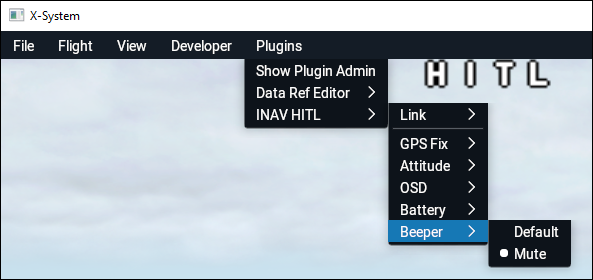 X-System
File Flight View Developer Plugins
HITL
Show Plugin Admin
Data Ref Editor
INAV HITL
Link
GPS Fix
Attitude
OSD
Battery
Beeper
Default
Mute